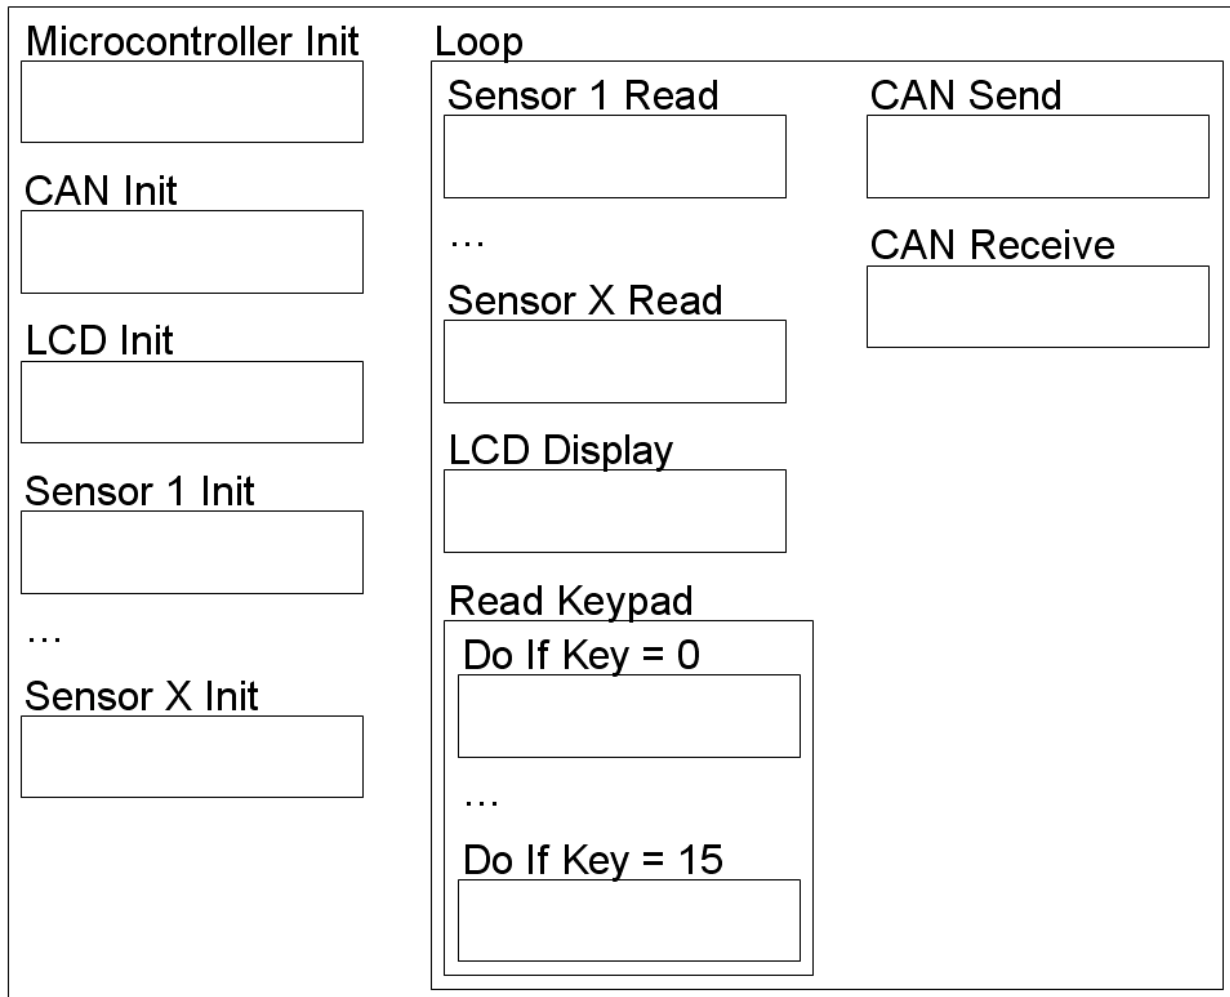 Microcontroller Init
CAN Init
LCD Init
Sensor 1 Init
...
Sensor X Init
Loop
Sensor 1 Read
...
Sensor X Read
LCD Display
Read Keypad
Do If Key = 0
...
Do If Key = 15
CAN Send
CAN Receive